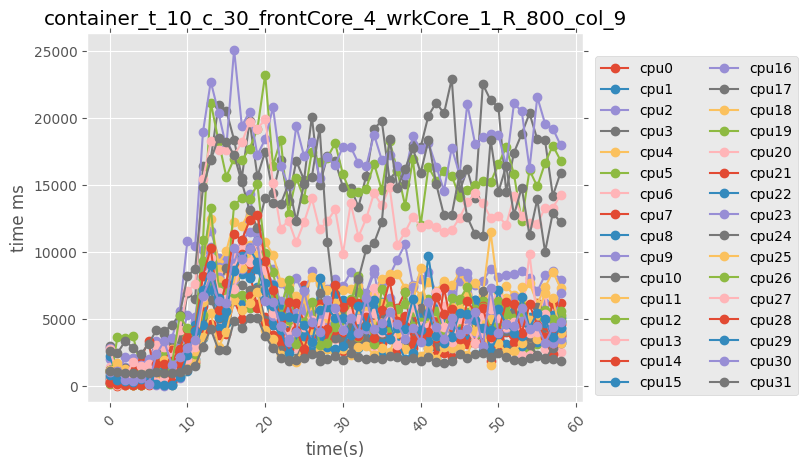 container_t_10_c_30_frontCore_4_wrkCore_1_R_800_col_9
25000
20000
15000
10000
5000
0
time ms
0 10 20 30 40 50 60
time(s)
cpu0 cpu16
cpu1 cpu17
cpu2 cpu18
cpu3 cpu19
cpu4 cpu20
cpu5 cpu21
cpu6 cpu22
cpu7 cpu23
cpu8 cpu24
cpu9 cpu25
cpu10 cpu26
cpu11 cpu27
cpu12 cpu28
cpu13 cpu29
cpu14 cpu30
cpu15 cpu31